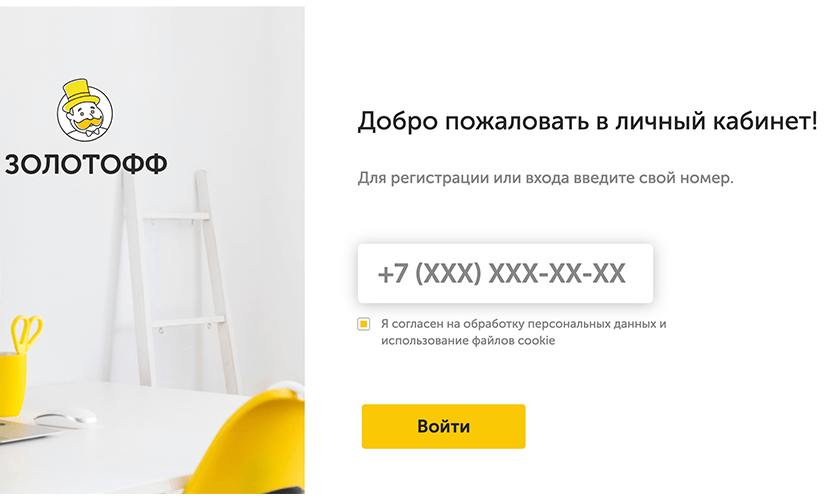 ЗОЛОТОФФ
Добро пожаловать в личный кабинет!
Для регистрации или входа введите свой номер.
+7 (XXX) XXX-XX-XX
Я согласен на обработку персональных данных и
использование файлов cookie
Войти